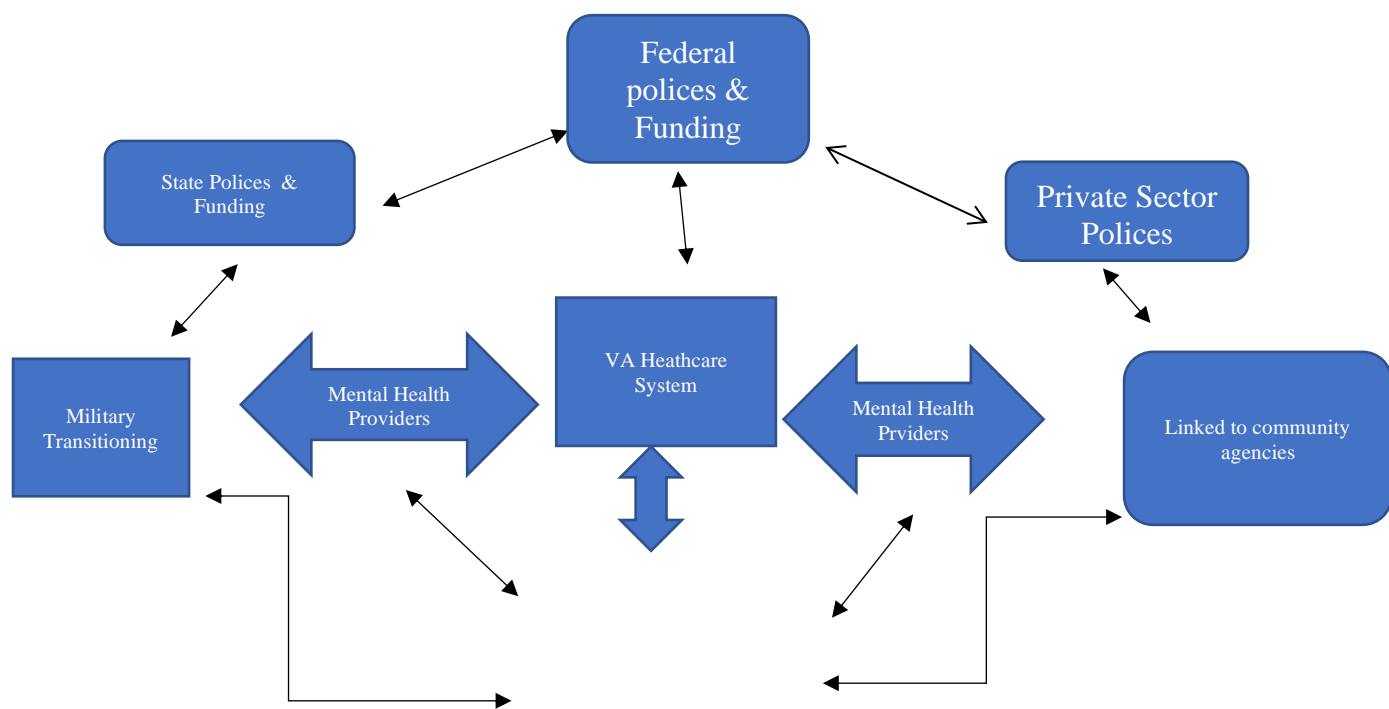 Federal
polices &
Funding
State Polices &
Funding
Private Sector
Polices
VA Heathcare
System
Military
Transitioning
Mental Health
Providers
Mental Health
Prviders
Linked to community
agencies